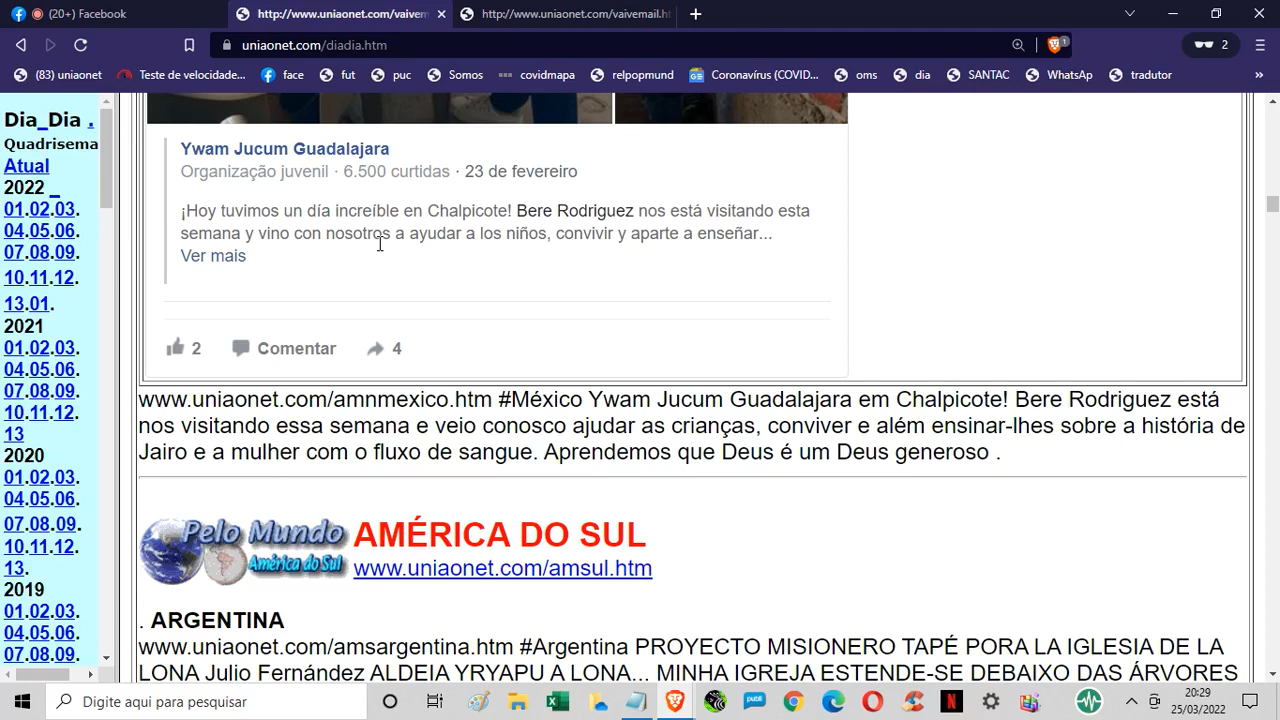 (20+) Facebook
http://www.uniaonet.com/vaivem
http://www.uniaonet.com/vaivemail.ht
uniaonet.com/diadia.htm
1
2
(83) uniaonet
Teste de velocidade...
face
fut
puc
Somos
covidmapa
relpopmund
Coronavírus (COVID...
oms
dia
SANTAC
WhatsApp
tradutor
»
Dia_Dia .
Quadrisema
Atual
2022 _
01.02.03.
04.05.06.
07.08.09.
10.11.12.
13.01.
2021
01.02.03.
04.05.06.
07.08.09.
10.11.12.
13
2020
01.02.03.
04.05.06.
07.08.09.
10.11.12.
13.
2019
01.02.03.
04.05.06.
07.08.09.
Ywam Jucum Guadalajara
Organização juvenil · 6.500 curtidas · 23 de fevereiro
¡Hoy tuvimos un día increíble en Chalpicote! Bere Rodriguez nos está visitando esta
semana y vino con nosotros a ayudar a los niños, convivir y aparte a enseñar...
Ver mais
2 Comentar 4
www.uniaonet.com/amnmexico.htm #México Ywam Jucum Guadalajara em Chalpicote! Bere Rodriguez está
nos visitando essa semana e veio conosco ajudar as crianças, conviver e além ensinar-lhes sobre a história de
Jairo e a mulher com o fluxo de sangue. Aprendemos que Deus é um Deus generoso .
Pelo Mundo
América do Sul
AMÉRICA DO SUL
www.uniaonet.com/amsul.htm
. ARGENTINA
www.uniaonet.com/amsargentina.htm #Argentina PROYECTO MISIONERO TAPÉ PORA LA IGLESIA DE LA
LONA Julio Fernández ALDEIA YRYAPU A LONA... MINHA IGREJA ESTENDE-SE DEBAIXO DAS ÁRVORES
Digite aqui para pesquisar
20:29
25/03/2022